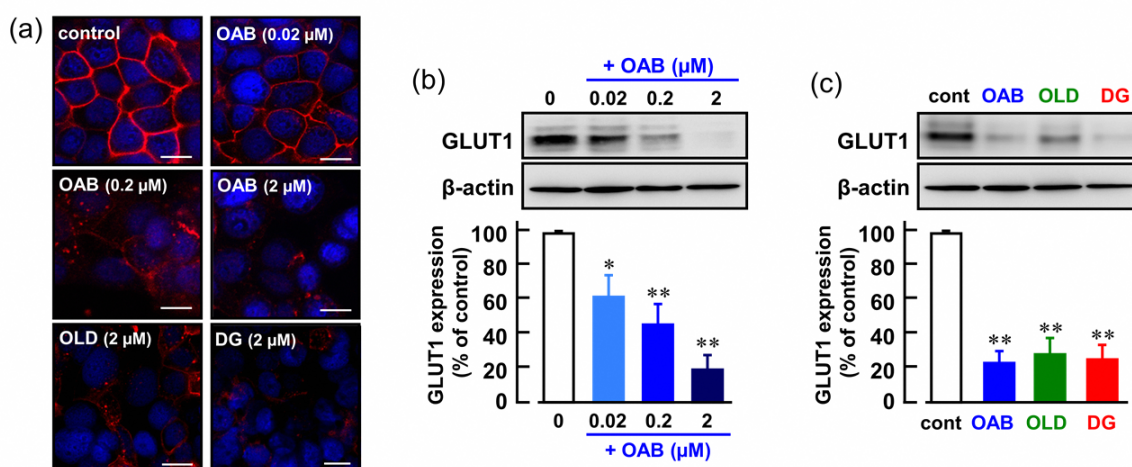 (a)
control
OAB (0.02 µM)
OAB (0.2 µM)
OAB (2 µM)
OLD (2 µM)
DG (2 µM)
(b)
+ OAB (µM)
0 0.02 0.2 2
GLUT1
β-actin
GLUT1 expression
(% of control)
100
80
60
40
20
0
*
**
**
0 0.02 0.2 2
+ OAB (µM)
(c)
cont OAB OLD DG
GLUT1
β-actin
GLUT1 expression
(% of control)
100
80
60
40
20
0
** ** **
cont OAB OLD DG